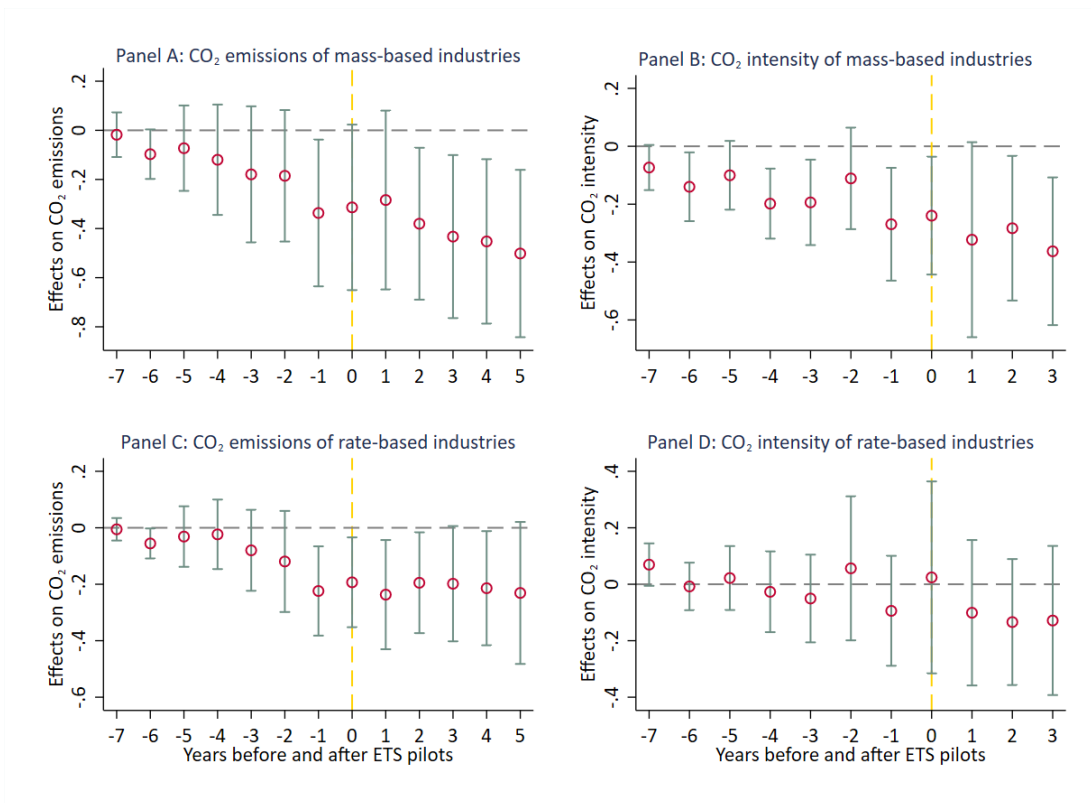 Panel A: CO₂ emissions of mass-based industries
Effects on CO₂ emissions
.2
0
-.2
-.4
-.6
-.8
-7 -6 -5 -4 -3 -2 -1 0 1 2 3 4 5
Panel B: CO₂ intensity of mass-based industries
Effects on CO₂ intensity
.2
0
-.2
-.4
-.6
-7 -6 -5 -4 -3 -2 -1 0 1 2 3
Panel C: CO₂ emissions of rate-based industries
Effects on CO₂ emissions
.2
0
-.2
-.4
-.6
-7 -6 -5 -4 -3 -2 -1 0 1 2 3 4 5
Years before and after ETS pilots
Panel D: CO₂ intensity of rate-based industries
Effects on CO₂ intensity
.4
.2
0
-.2
-.4
-7 -6 -5 -4 -3 -2 -1 0 1 2 3
Years before and after ETS pilots